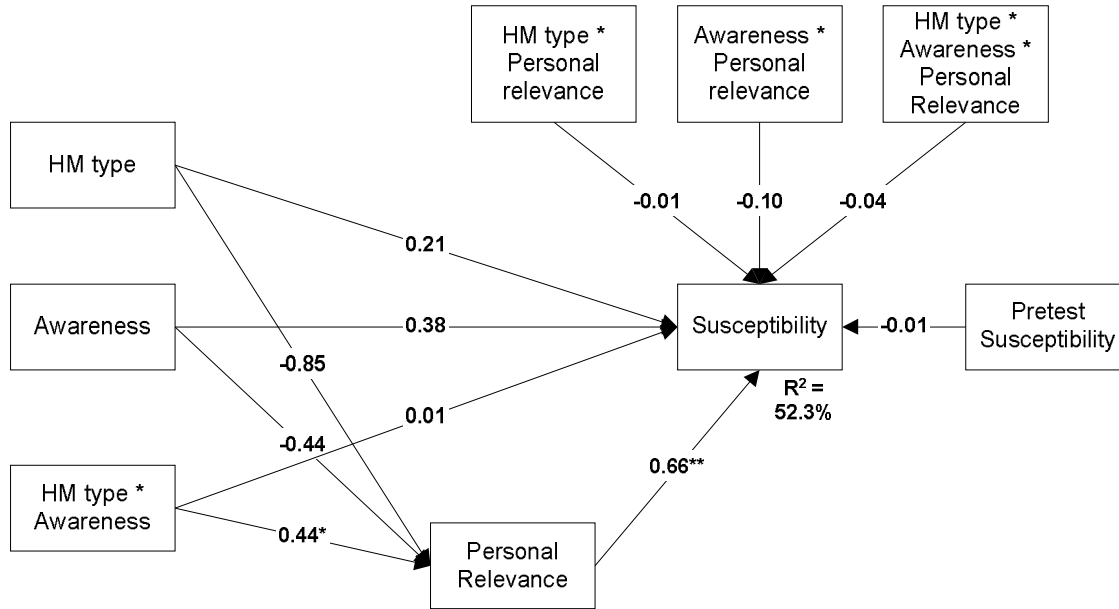 HM type *
Personal
relevance
Awareness *
Personal
relevance
HM type *
Awareness *
Personal
Relevance
HM type
-0.01
-0.10
-0.04
0.21
Awareness
0.38
Susceptibility
-0.01
Pretest
Susceptibility
-0.85
R² =
52.3%
0.01
-0.44
0.66**
HM type *
Awareness
0.44*
Personal
Relevance